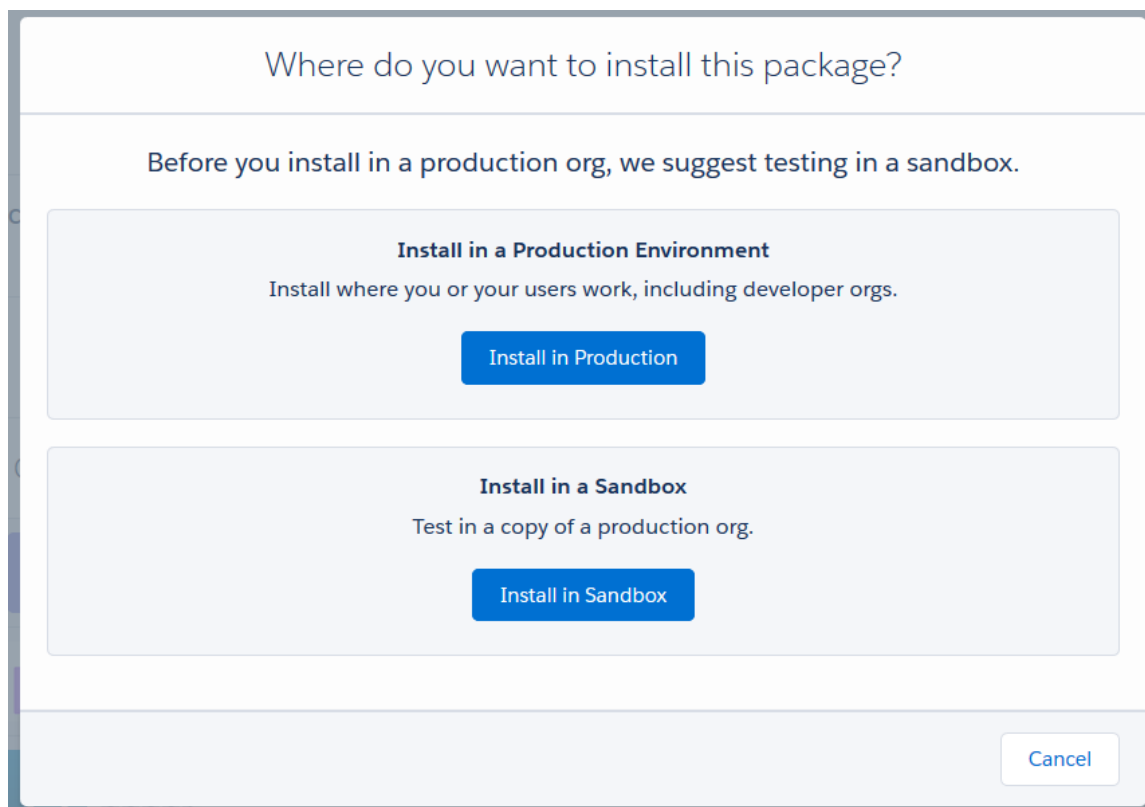 Where do you want to install this package?
Before you install in a production org, we suggest testing in a sandbox.
Install in a Production Environment
Install where you or your users work, including developer orgs.
Install in Production
Install in a Sandbox
Test in a copy of a production org.
Install in Sandbox
Cancel